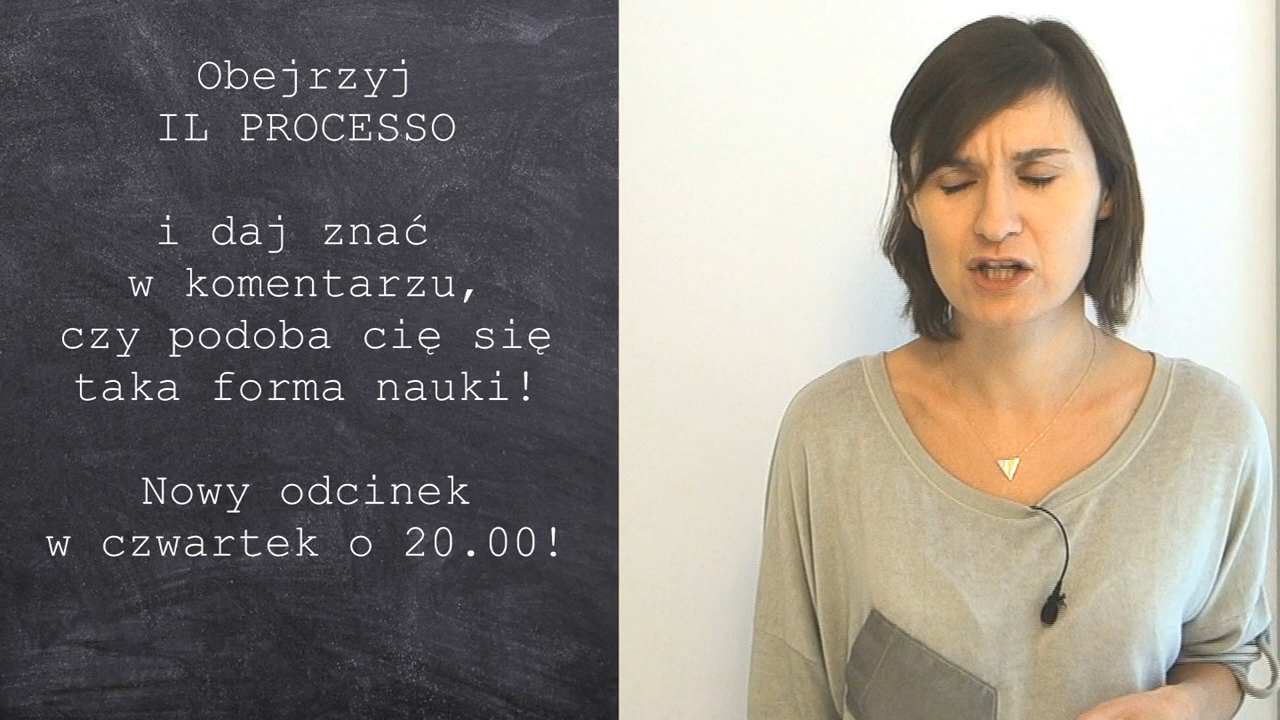 Obejrzyj
IL PROCESSO
i daj znać
w komentarzu,
czy podoba cię się
taka forma nauki!
Nowy odcinek
w czwartek o 20.00!